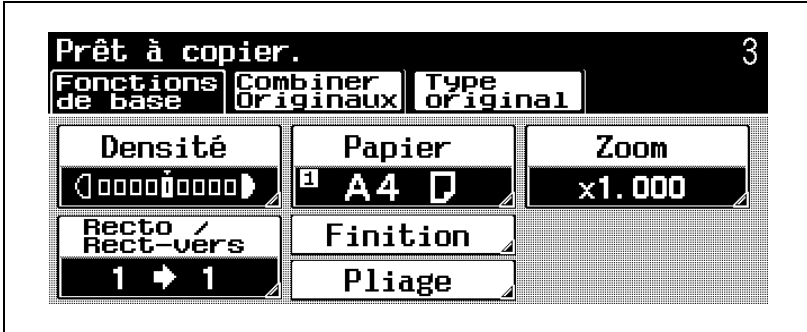 Prêt à copier. 3
Fonctions de base
Combiner Originaux
Type original
Densité
Papier
Zoom
1 A4
x1.000
Recto / Rect-vers
Finition
1 → 1
Pliage